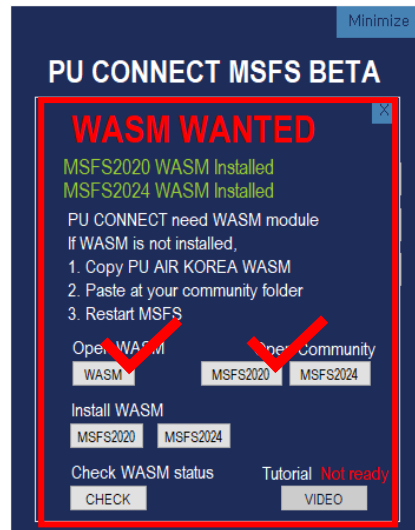 Minimize
PU CONNECT MSFS BETA
X
WASM WANTED
MSFS2020 WASM Installed
MSFS2024 WASM Installed
PU CONNECT need WASM module
If WASM is not installed,
1. Copy PU AIR KOREA WASM
2. Paste at your community folder
3. Restart MSFS
Open WASM Open Community
WASM MSFS2020 MSFS2024
Install WASM
MSFS2020 MSFS2024
Check WASM status Tutorial Not ready
CHECK VIDEO